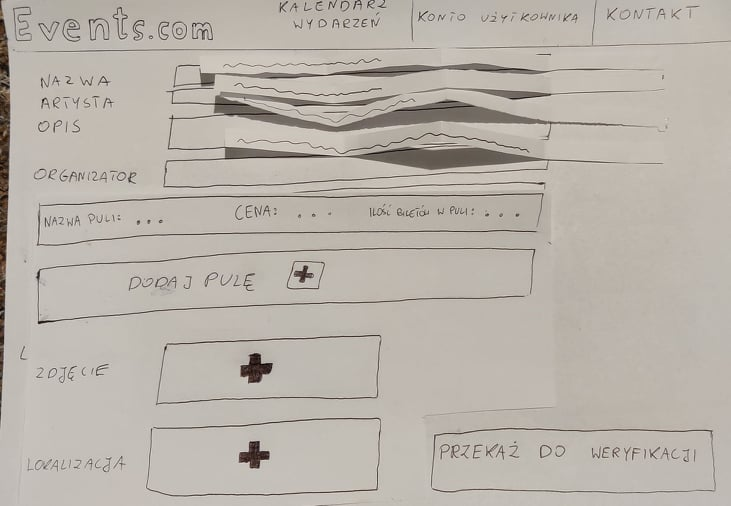 Events.com
KALENDARZ
WYDARZEŃ
KONTO UŻYTKOWNIKA
KONTAKT
NAZWA
ARTYSTA
OPIS
ORGANIZATOR
NAZWA PULI: ...
CENA: ...
ILOŚĆ BILETÓW W PULI: ...
DODAJ PULĘ
ZDJĘCIE
LOKALIZACJA
PRZEKAŻ DO WERYFIKACJI